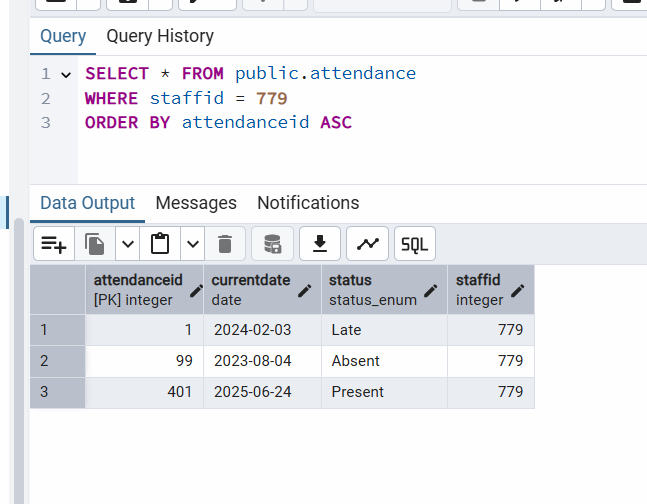 Query Query History
1 SELECT * FROM public.attendance
2 WHERE staffid = 779
3 ORDER BY attendanceid ASC
Data Output Messages Notifications
SQL
attendanceid currentdate status staffid
[PK] integer date status_enum integer
1 1 2024-02-03 Late 779
2 99 2023-08-04 Absent 779
3 401 2025-06-24 Present 779